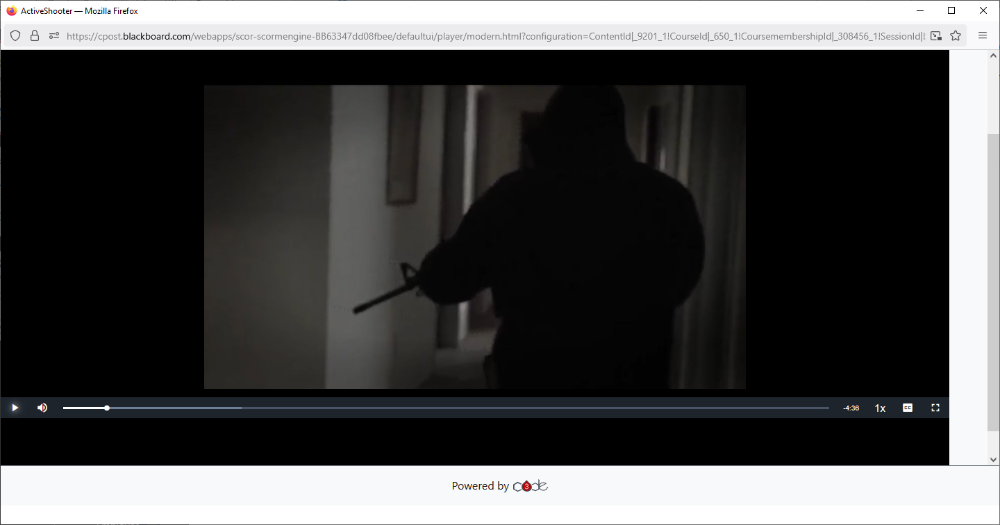 ActiveShooter — Mozilla Firefox
https://cpost.blackboard.com/webapps/scor-scormengine-BB63347dd08fbee/defaultui/player/modern.html?configuration=ContentId|_9201_1!CourseId|_650_1!CoursemembershipId|_308456_1!SessionId|
-4:36 1x CC
Powered by c3de